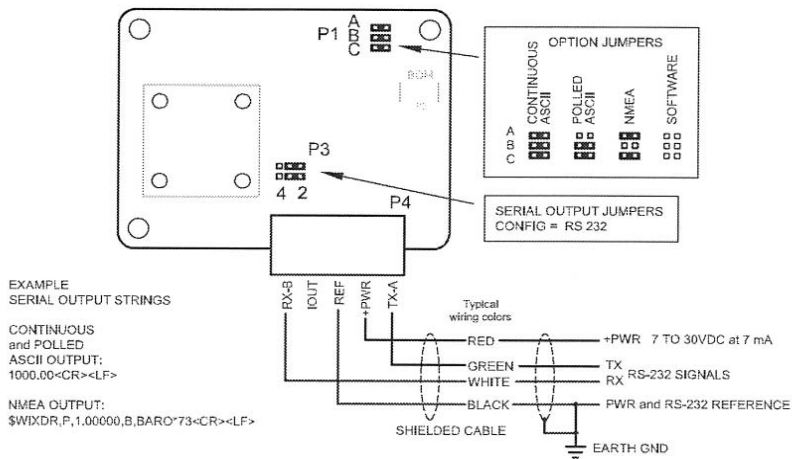 P1
A
B
C
BOM
P3
4 2
P4
OPTION JUMPERS
CONTINUOUS
ASCII
POLLED
ASCII
NMEA
SOFTWARE
A
B
C
SERIAL OUTPUT JUMPERS
CONFIG = RS 232
RX-B
IOUT
REF
+PWR
TX-A
EXAMPLE
SERIAL OUTPUT STRINGS
CONTINUOUS
and POLLED
ASCII OUTPUT:
1000.00<CR><LF>
NMEA OUTPUT:
$WIXDR,P,1.00000,B,BARO*73<CR><LF>
Typical
wiring colors
RED
GREEN
WHITE
BLACK
SHIELDED CABLE
+PWR 7 TO 30VDC at 7 mA
TX
RX
RS-232 SIGNALS
PWR and RS-232 REFERENCE
EARTH GND